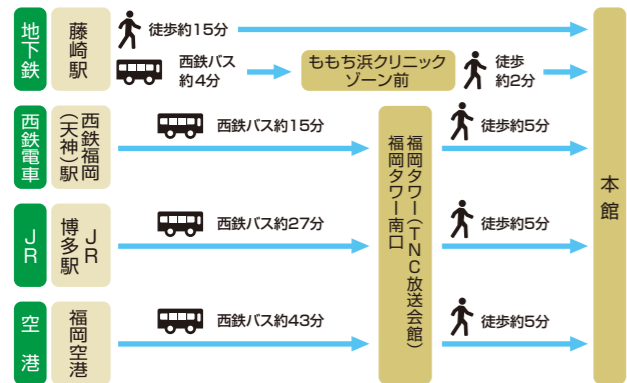 地下鉄
藤崎駅
徒歩約15分
西鉄バス
約4分
ももち浜クリニック
ゾーン前
徒歩
約2分
西鉄電車
西鉄福岡
(天神)駅
西鉄バス約15分
福岡タワー(TNC放送会館)
福岡タワー南口
徒歩約5分
本館
JR
JR
博多駅
西鉄バス約27分
徒歩約5分
空港
福岡空港
西鉄バス約43分
徒歩約5分